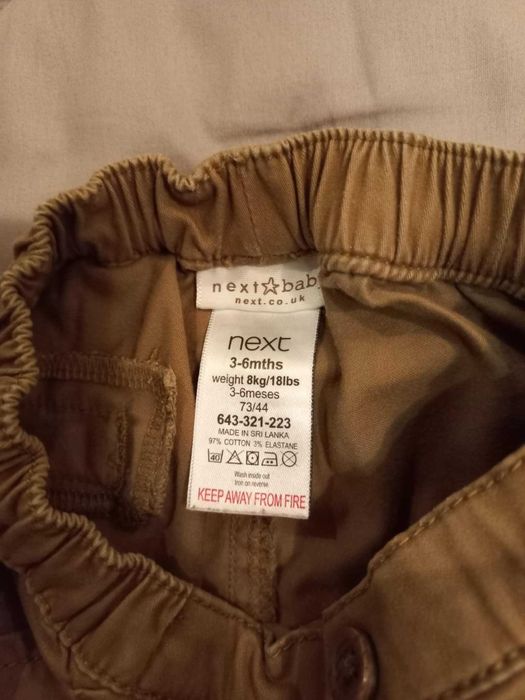 next☆bab
next.co.uk
next
3-6mths
weight 8kg/18lbs
3-6meses
73/44
643-321-223
MADE IN SRI LANKA
97% COTTON 3% ELASTANE
40
Wash inside out
Iron on reverse
KEEP AWAY FROM FIRE